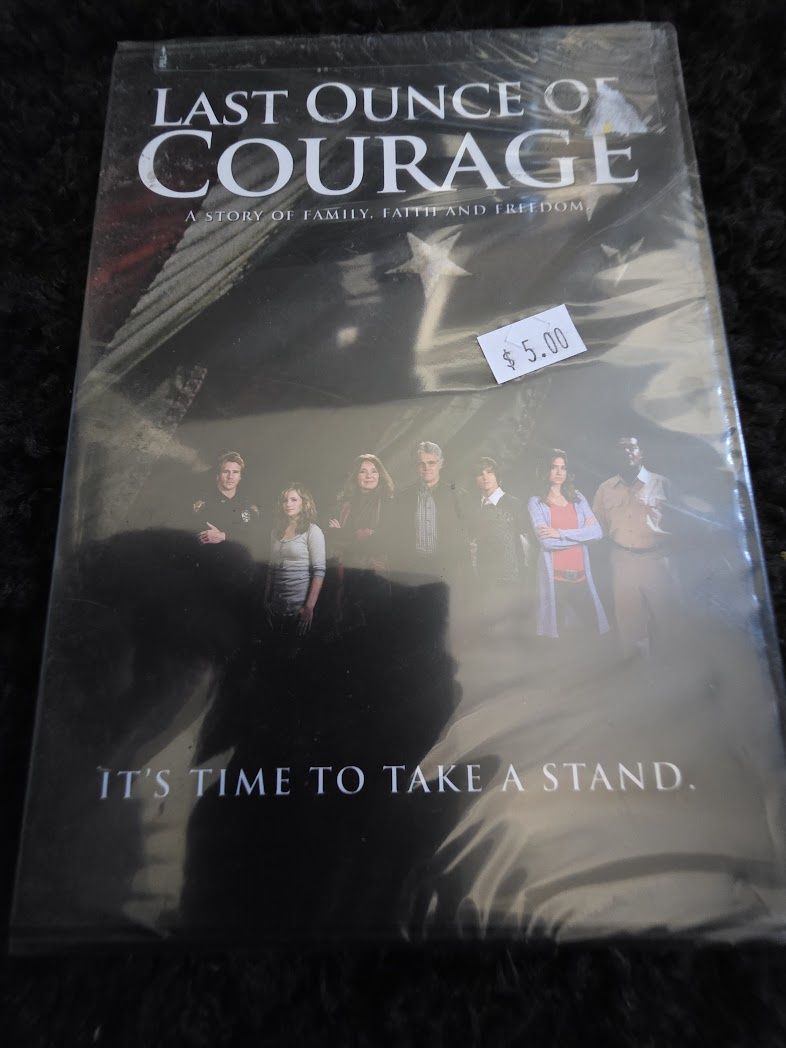 LAST OUNCE OF
COURAGE
A STORY OF FAMILY, FAITH AND FREEDOM.
$ 5.00
IT'S TIME TO TAKE A STAND.